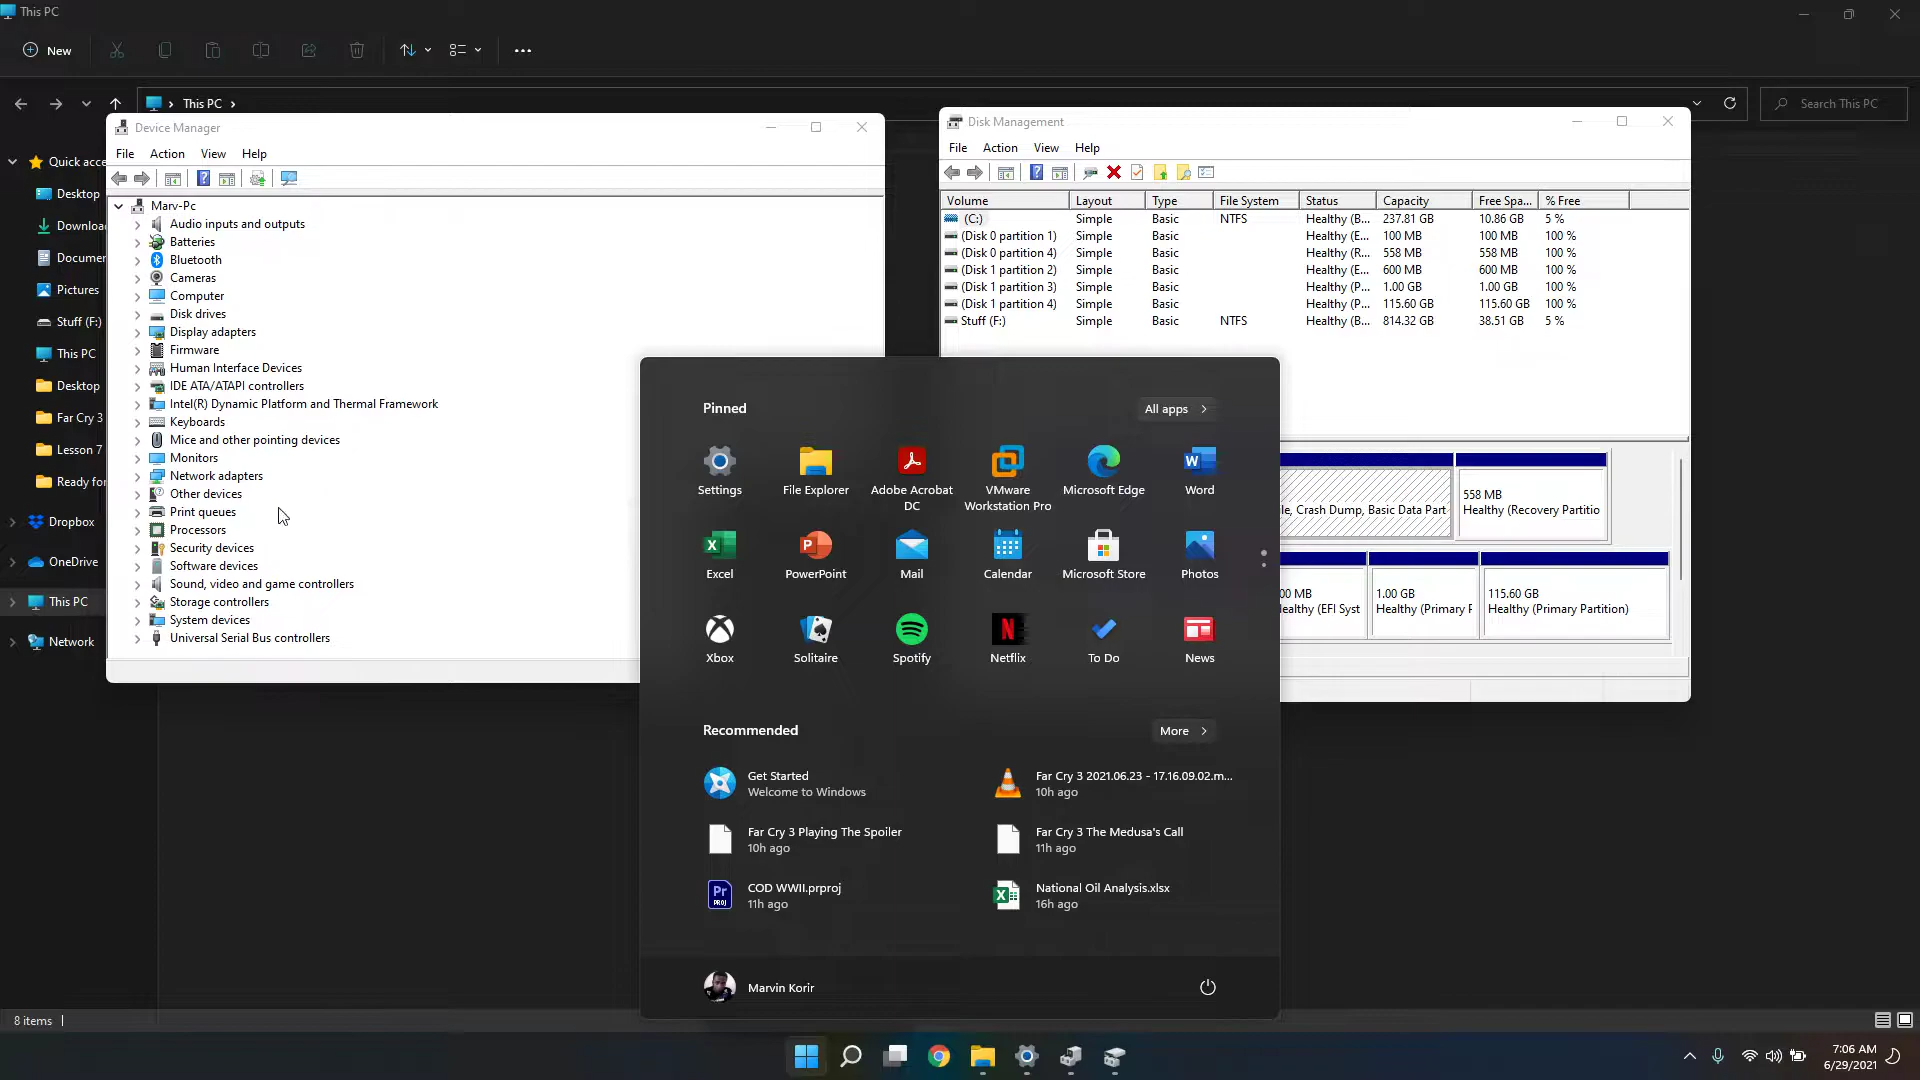 This PC
New
This PC
Search This PC
Quick acce
Desktop
Downloa
Documer
Pictures
Stuff (F:)
This PC
Desktop
Far Cry 3
Lesson 7
Ready for
Dropbox
OneDrive
This PC
Network
8 items
Device Manager
File Action View Help
Marv-Pc
Audio inputs and outputs
Batteries
Bluetooth
Cameras
Computer
Disk drives
Display adapters
Firmware
Human Interface Devices
IDE ATA/ATAPI controllers
Intel(R) Dynamic Platform and Thermal Framework
Keyboards
Mice and other pointing devices
Monitors
Network adapters
Other devices
Print queues
Processors
Security devices
Software devices
Sound, video and game controllers
Storage controllers
System devices
Universal Serial Bus controllers
Disk Management
File Action View Help
Volume Layout Type File System Status Capacity Free Spa... % Free
(C:) Simple Basic NTFS Healthy (B... 237.81 GB 10.86 GB 5 %
(Disk 0 partition 1) Simple Basic Healthy (E... 100 MB 100 MB 100 %
(Disk 0 partition 4) Simple Basic Healthy (R... 558 MB 558 MB 100 %
(Disk 1 partition 2) Simple Basic Healthy (E... 600 MB 600 MB 100 %
(Disk 1 partition 3) Simple Basic Healthy (P... 1.00 GB 1.00 GB 100 %
(Disk 1 partition 4) Simple Basic Healthy (P... 115.60 GB 115.60 GB 100 %
Stuff (F:) Simple Basic NTFS Healthy (B... 814.32 GB 38.51 GB 5 %
558 MB
le, Crash Dump, Basic Data Part Healthy (Recovery Partitio
00 MB 1.00 GB 115.60 GB
lealthy (EFI Syst Healthy (Primary F Healthy (Primary Partition)
Pinned
All apps
Settings File Explorer Adobe Acrobat DC VMware Workstation Pro Microsoft Edge Word
Excel PowerPoint Mail Calendar Microsoft Store Photos
Xbox Solitaire Spotify Netflix To Do News
Recommended
More
Get Started
Welcome to Windows
Far Cry 3 2021.06.23 - 17.16.09.02.m...
10h ago
Far Cry 3 Playing The Spoiler
10h ago
Far Cry 3 The Medusa's Call
11h ago
Pr
PROJ
COD WWII.prproj
11h ago
National Oil Analysis.xlsx
16h ago
Marvin Korir
7:06 AM
6/29/2021